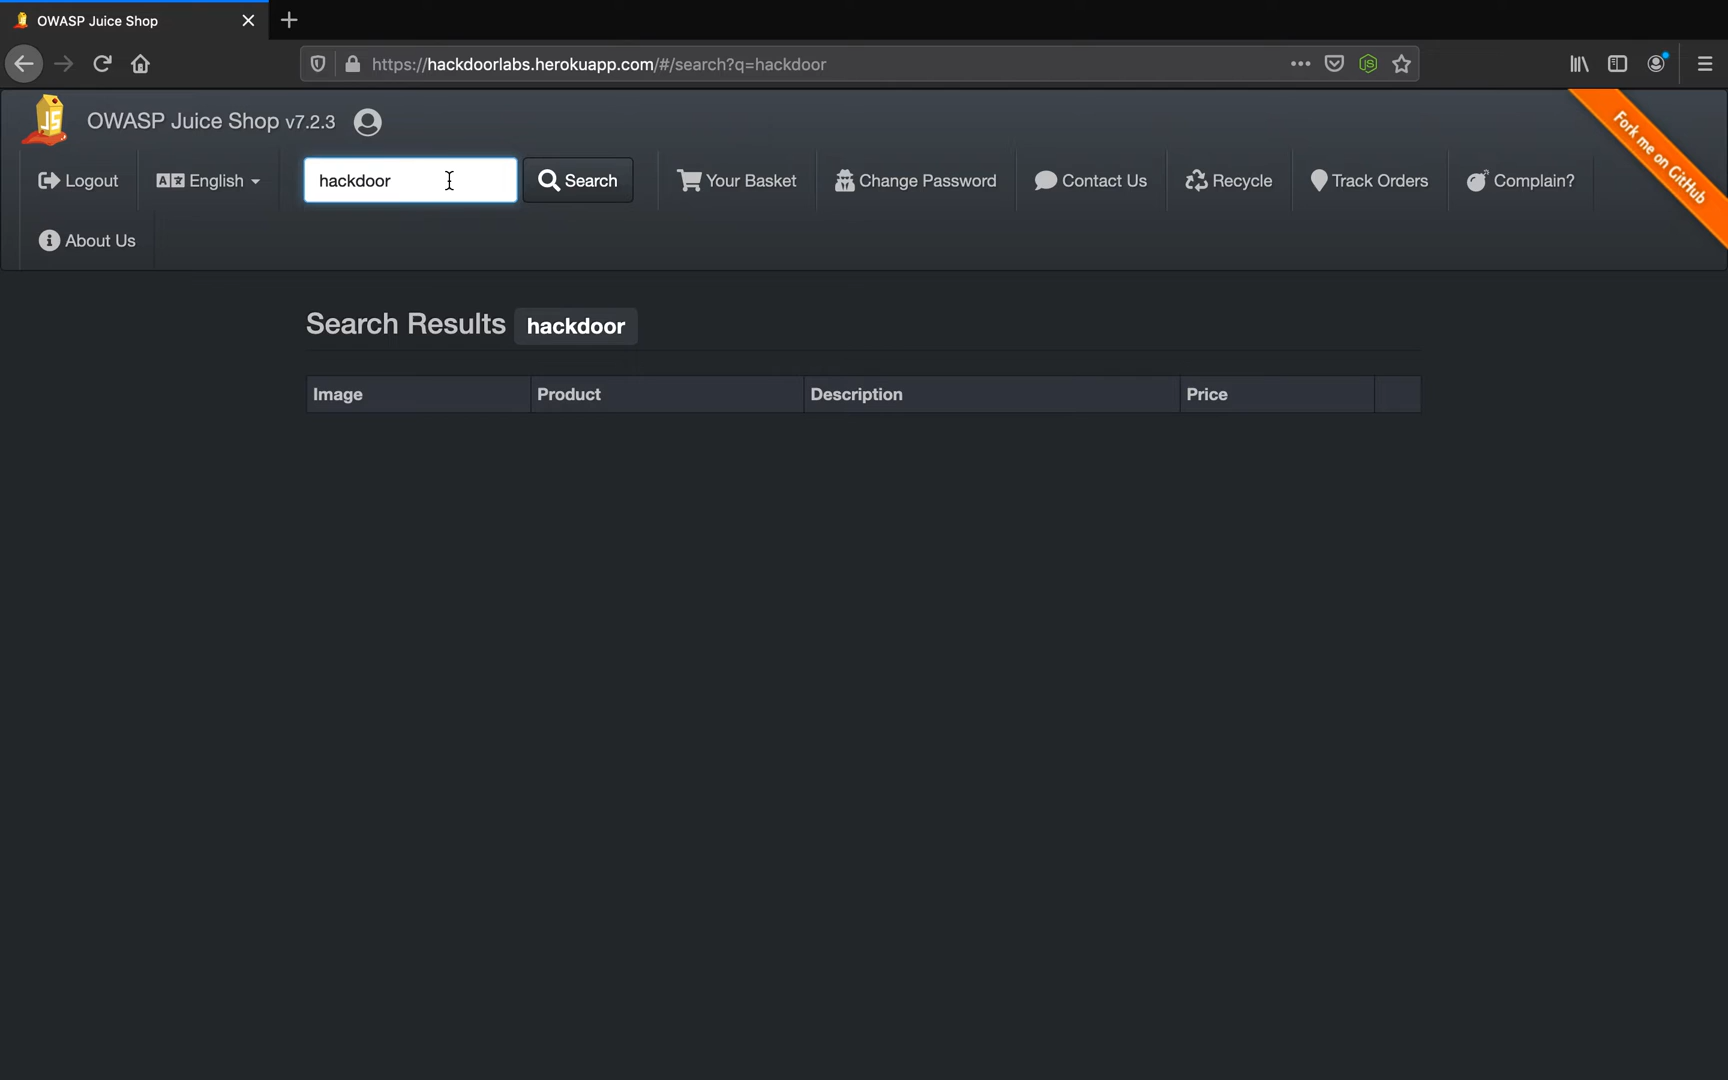 OWASP Juice Shop
https://hackdoorlabs.herokuapp.com/#/search?q=hackdoor
JS
OWASP Juice Shop v7.2.3
Fork me on GitHub
Logout
English
hackdoor
Search
Your Basket
Change Password
Contact Us
Recycle
Track Orders
Complain?
About Us
Search Results hackdoor
Image Product Description Price